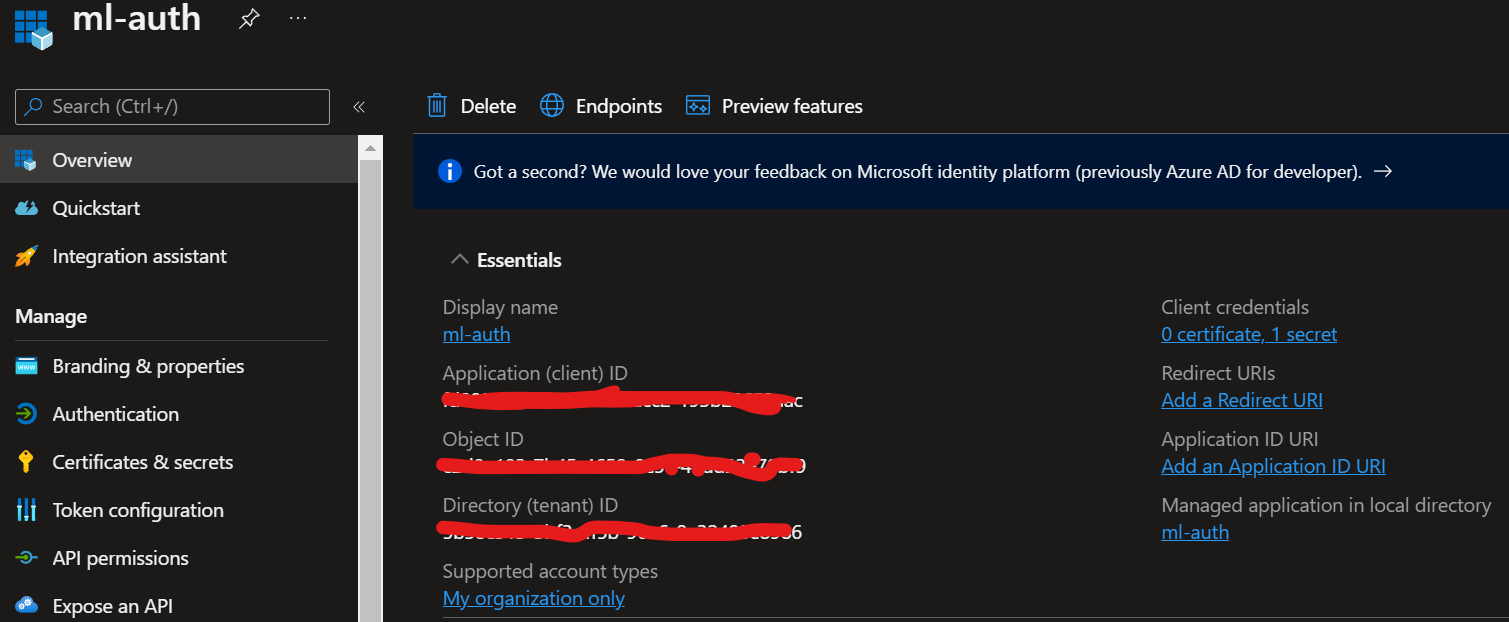 ml-auth
Search (Ctrl+/)
Overview
Quickstart
Integration assistant
Manage
Branding & properties
Authentication
Certificates & secrets
Token configuration
API permissions
Expose an API
Delete
Endpoints
Preview features
Got a second? We would love your feedback on Microsoft identity platform (previously Azure AD for developer).
Essentials
Display name
ml-auth
Application (client) ID
Object ID
Directory (tenant) ID
Supported account types
My organization only
Client credentials
0 certificate, 1 secret
Redirect URIs
Add a Redirect URI
Application ID URI
Add an Application ID URI
Managed application in local directory
ml-auth